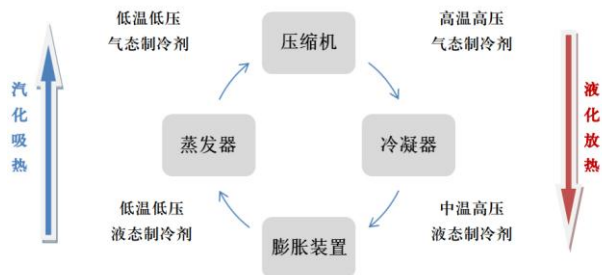 低温低压
气态制冷剂
压缩机
高温高压
气态制冷剂
汽化吸热
蒸发器
冷凝器
液化放热
低温低压
液态制冷剂
膨胀装置
中温高压
液态制冷剂